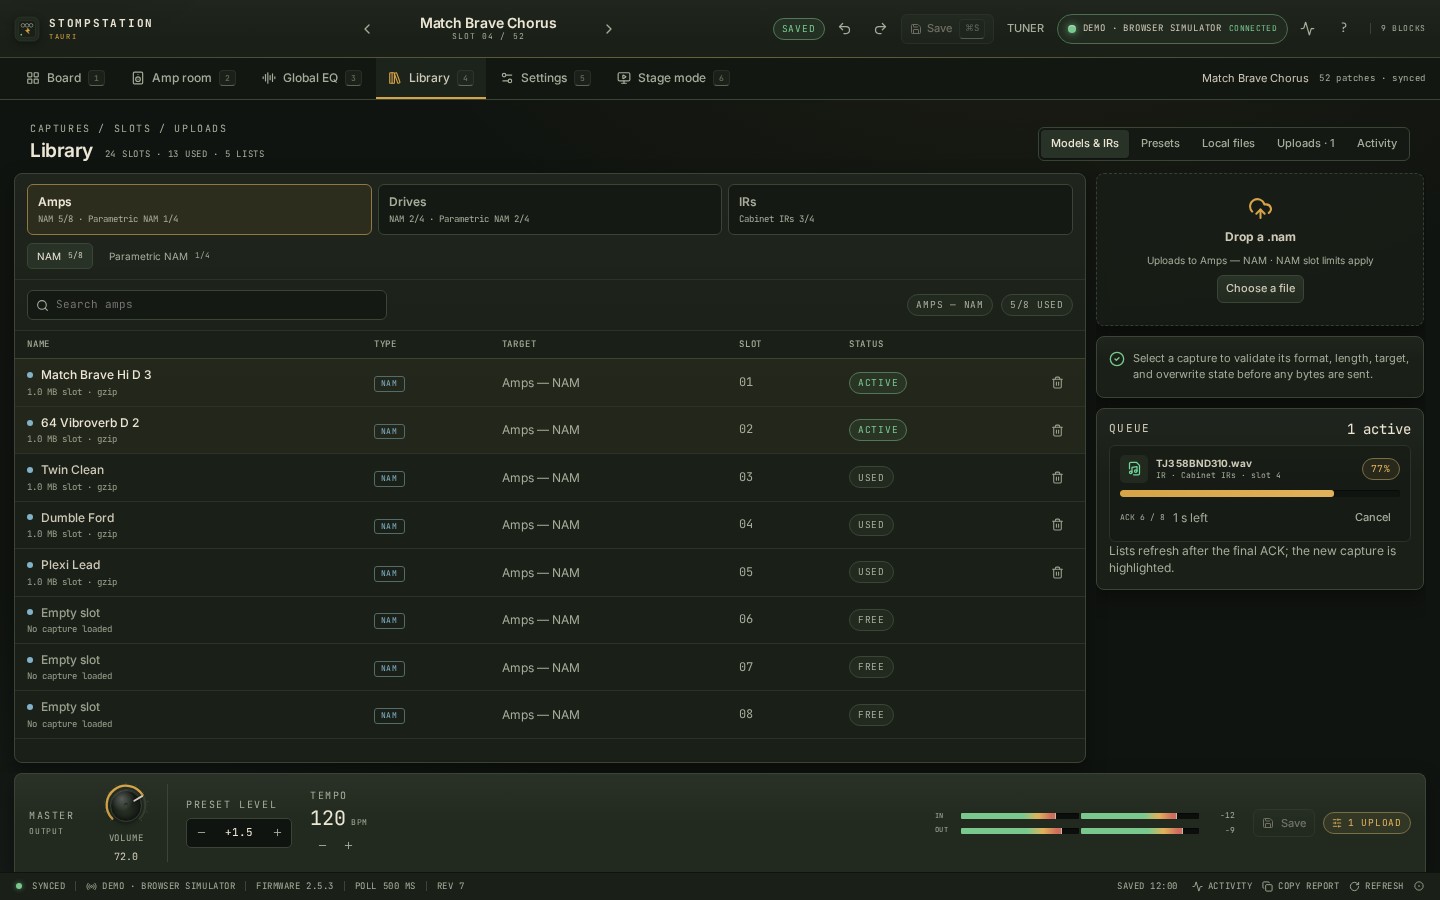 STOMPSTATION
TAURI
Match Brave Chorus
SLOT 04 / 52
SAVED
Save ⌘S
TUNER
DEMO · BROWSER SIMULATOR CONNECTED
?
9 BLOCKS
Board 1
Amp room 2
Global EQ 3
Library 4
Settings 5
Stage mode 6
Match Brave Chorus 52 patches · synced
CAPTURES / SLOTS / UPLOADS
Library 24 SLOTS · 13 USED · 5 LISTS
Models & IRs Presets Local files Uploads · 1 Activity
Amps
NAM 5/8 · Parametric NAM 1/4
Drives
NAM 2/4 · Parametric NAM 2/4
IRs
Cabinet IRs 3/4
NAM 5/8 Parametric NAM 1/4
Search amps
AMPS — NAM 5/8 USED
NAME TYPE TARGET SLOT STATUS
Match Brave Hi D 3
1.0 MB slot · gzip
NAM Amps — NAM 01 ACTIVE
64 Vibroverb D 2
1.0 MB slot · gzip
NAM Amps — NAM 02 ACTIVE
Twin Clean
1.0 MB slot · gzip
NAM Amps — NAM 03 USED
Dumble Ford
1.0 MB slot · gzip
NAM Amps — NAM 04 USED
Plexi Lead
1.0 MB slot · gzip
NAM Amps — NAM 05 USED
Empty slot
No capture loaded
NAM Amps — NAM 06 FREE
Empty slot
No capture loaded
NAM Amps — NAM 07 FREE
Empty slot
No capture loaded
NAM Amps — NAM 08 FREE
Drop a .nam
Uploads to Amps — NAM · NAM slot limits apply
Choose a file
Select a capture to validate its format, length, target,
and overwrite state before any bytes are sent.
QUEUE 1 active
TJ358BND310.wav
IR · Cabinet IRs · slot 4
77%
ACK 6 / 8 1 s left Cancel
Lists refresh after the final ACK; the new capture is
highlighted.
MASTER
OUTPUT
VOLUME
72.0
PRESET LEVEL
− +1.5 +
TEMPO
120 BPM
− +
IN -12
OUT -9
Save
1 UPLOAD
SYNCED DEMO · BROWSER SIMULATOR FIRMWARE 2.5.3 POLL 500 MS REV 7
SAVED 12:00 ACTIVITY COPY REPORT REFRESH